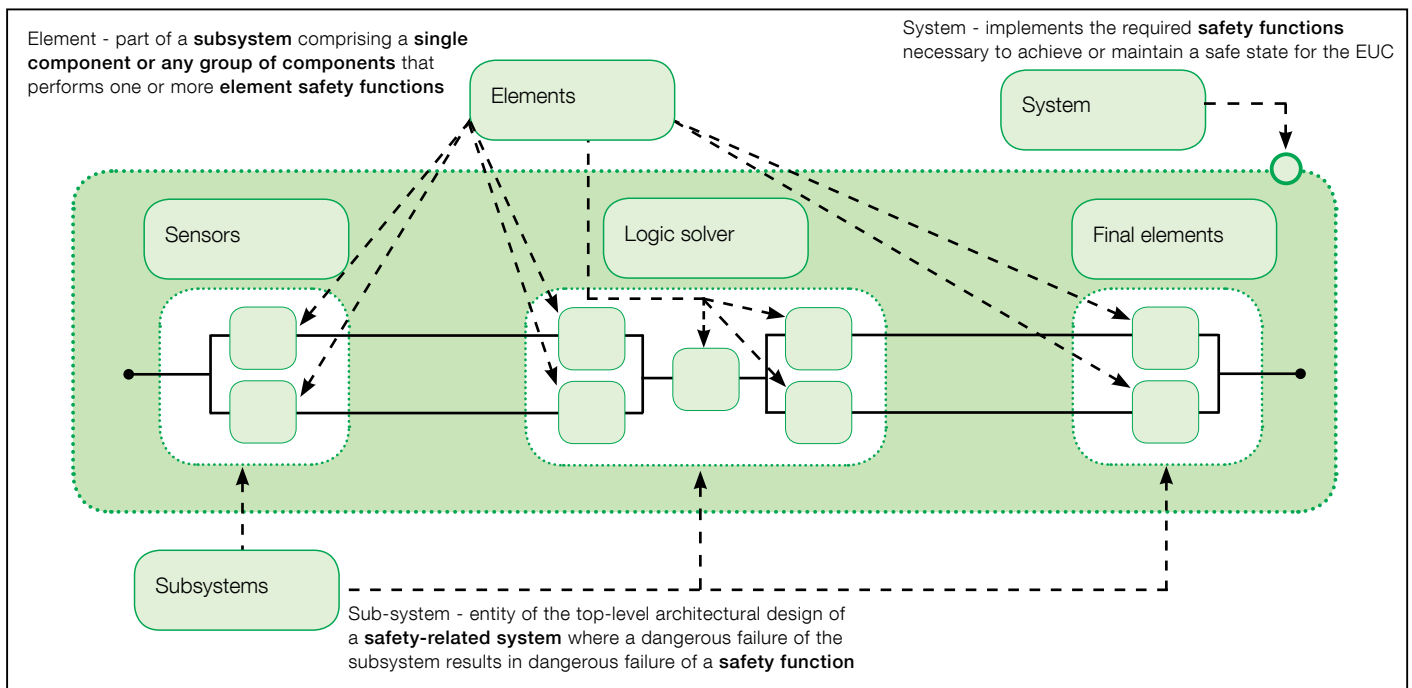 Element - part of a subsystem comprising a single
component or any group of components that
performs one or more element safety functions
System - implements the required safety functions
necessary to achieve or maintain a safe state for the EUC
Elements
System
Sensors
Logic solver
Final elements
Subsystems
Sub-system - entity of the top-level architectural design of
a safety-related system where a dangerous failure of the
subsystem results in dangerous failure of a safety function